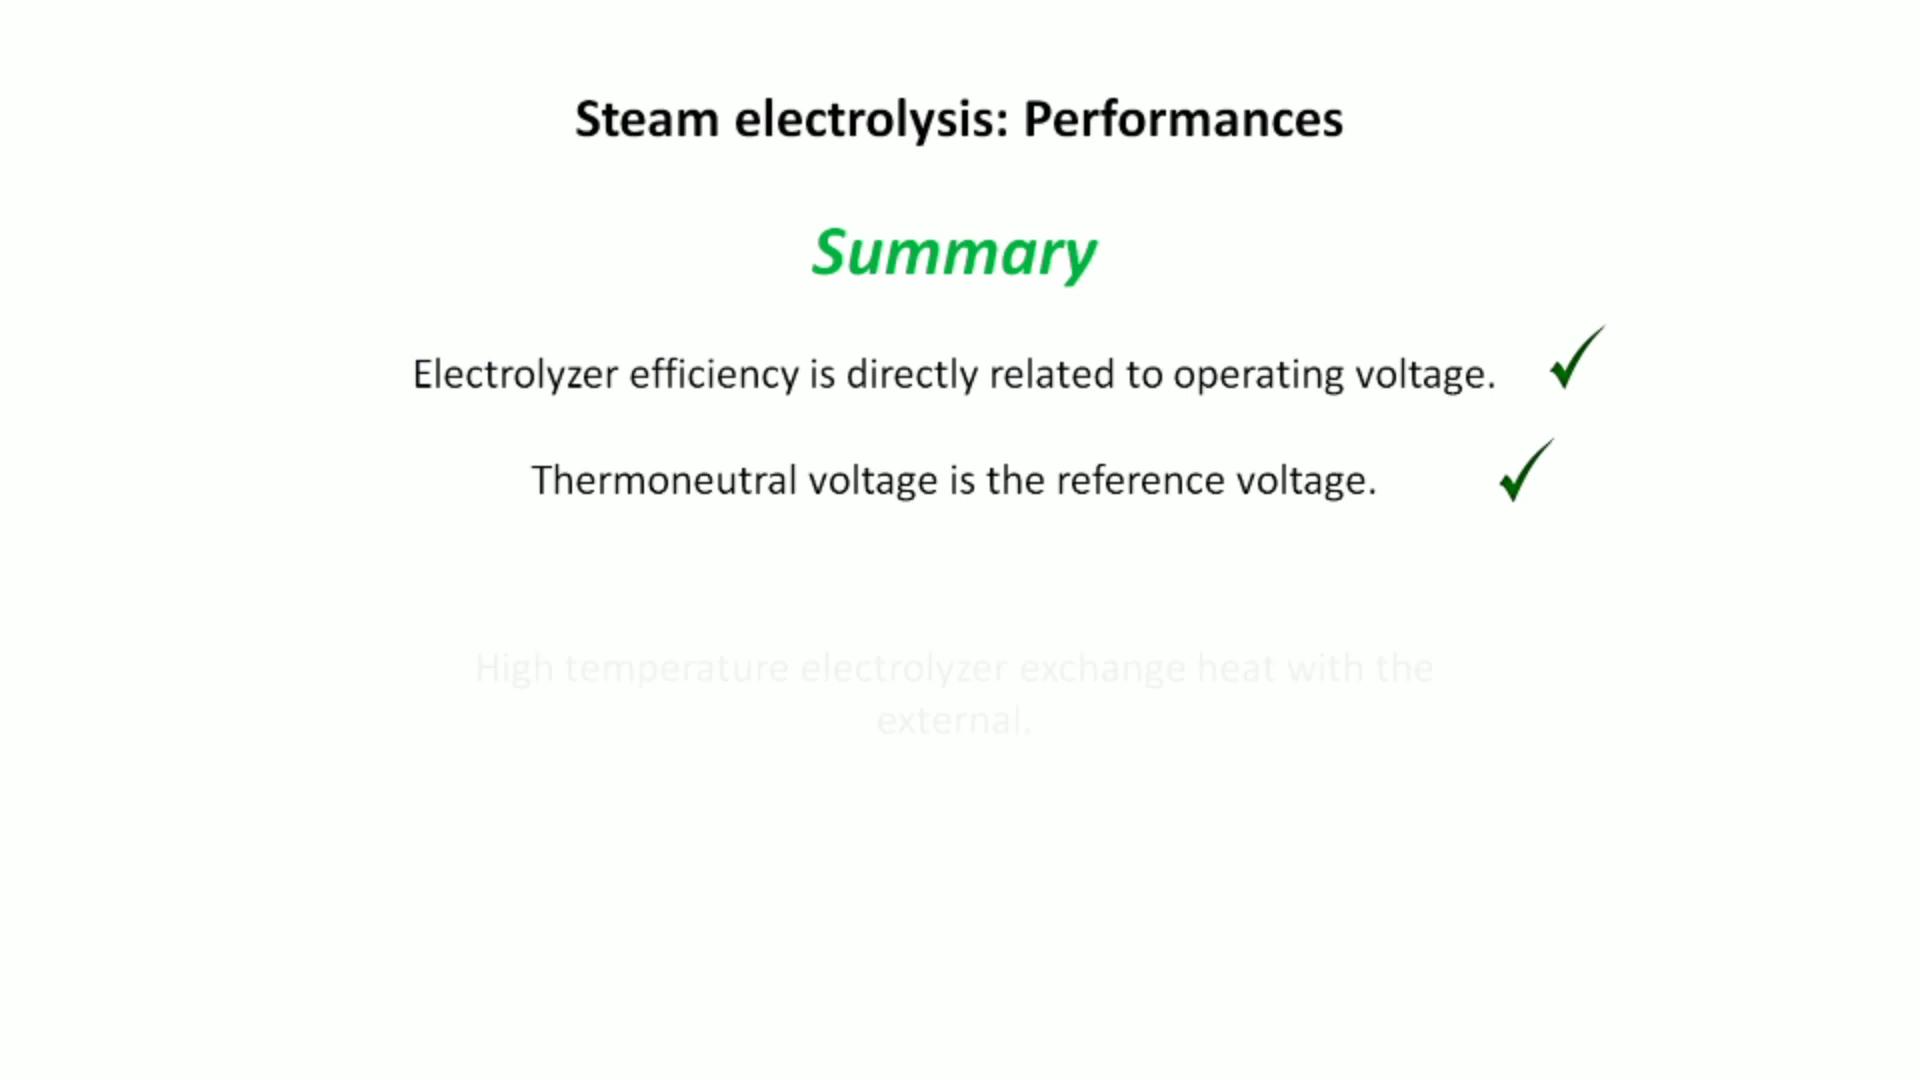 Steam electrolysis: Performances
Summary
Electrolyzer efficiency is directly related to operating voltage.
Thermoneutral voltage is the reference voltage.
High temperature electrolyzer exchange heat with the
external.